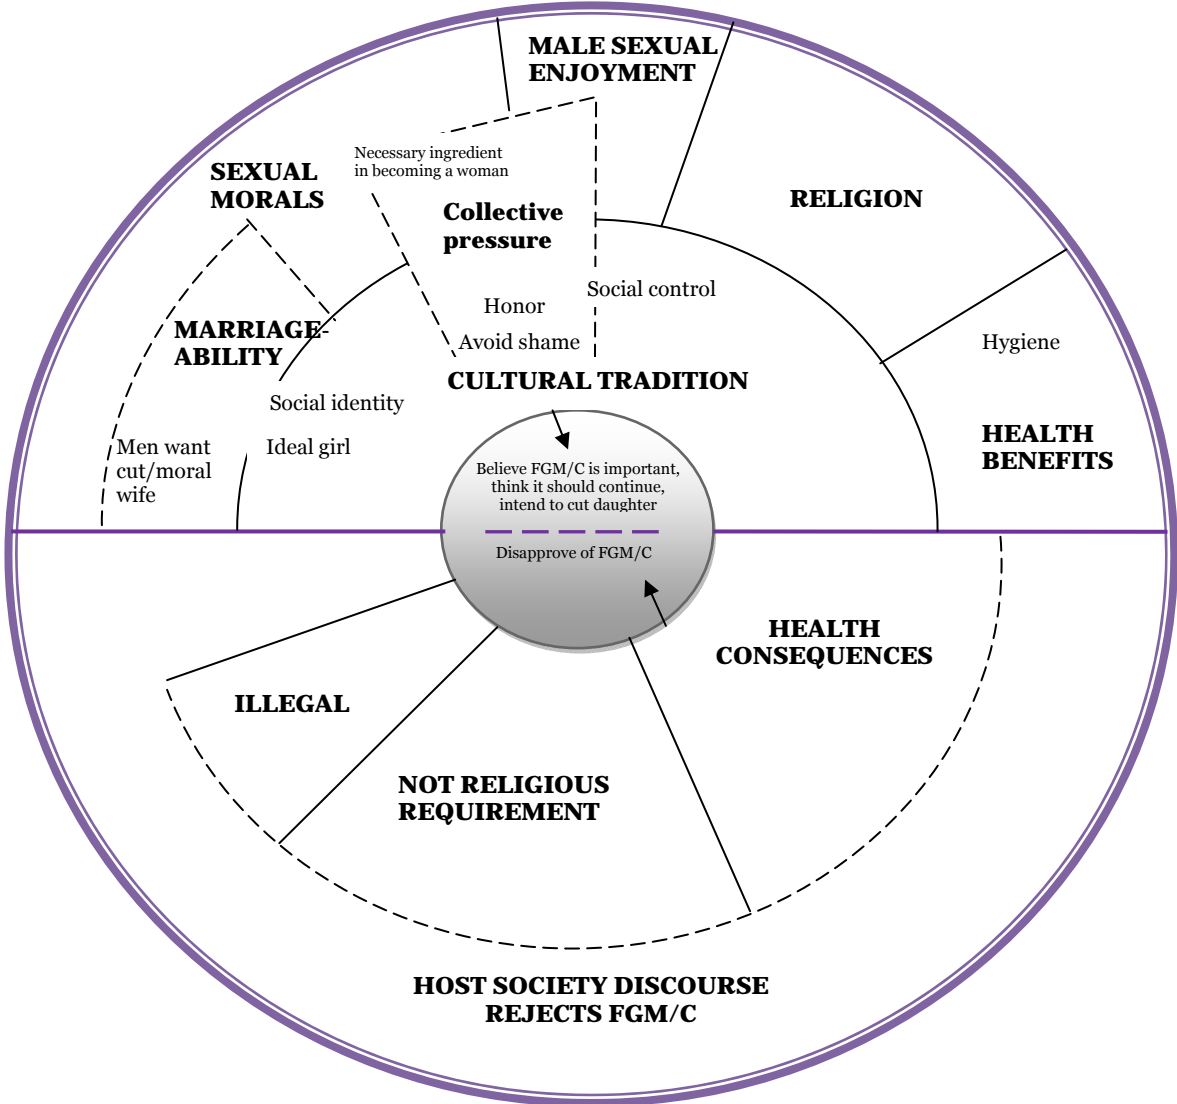 MALE SEXUAL
ENJOYMENT
Necessary ingredient
in becoming a woman
SEXUAL
MORALS
RELIGION
Collective
pressure
Social control
Honor
Avoid shame
MARRIAGE-
ABILITY
Hygiene
CULTURAL TRADITION
Social identity
Ideal girl
Men want
cut/moral
wife
HEALTH
BENEFITS
Believe FGM/C is important,
think it should continue,
intend to cut daughter
Disapprove of FGM/C
HEALTH
CONSEQUENCES
ILLEGAL
NOT RELIGIOUS
REQUIREMENT
HOST SOCIETY DISCOURSE
REJECTS FGM/C